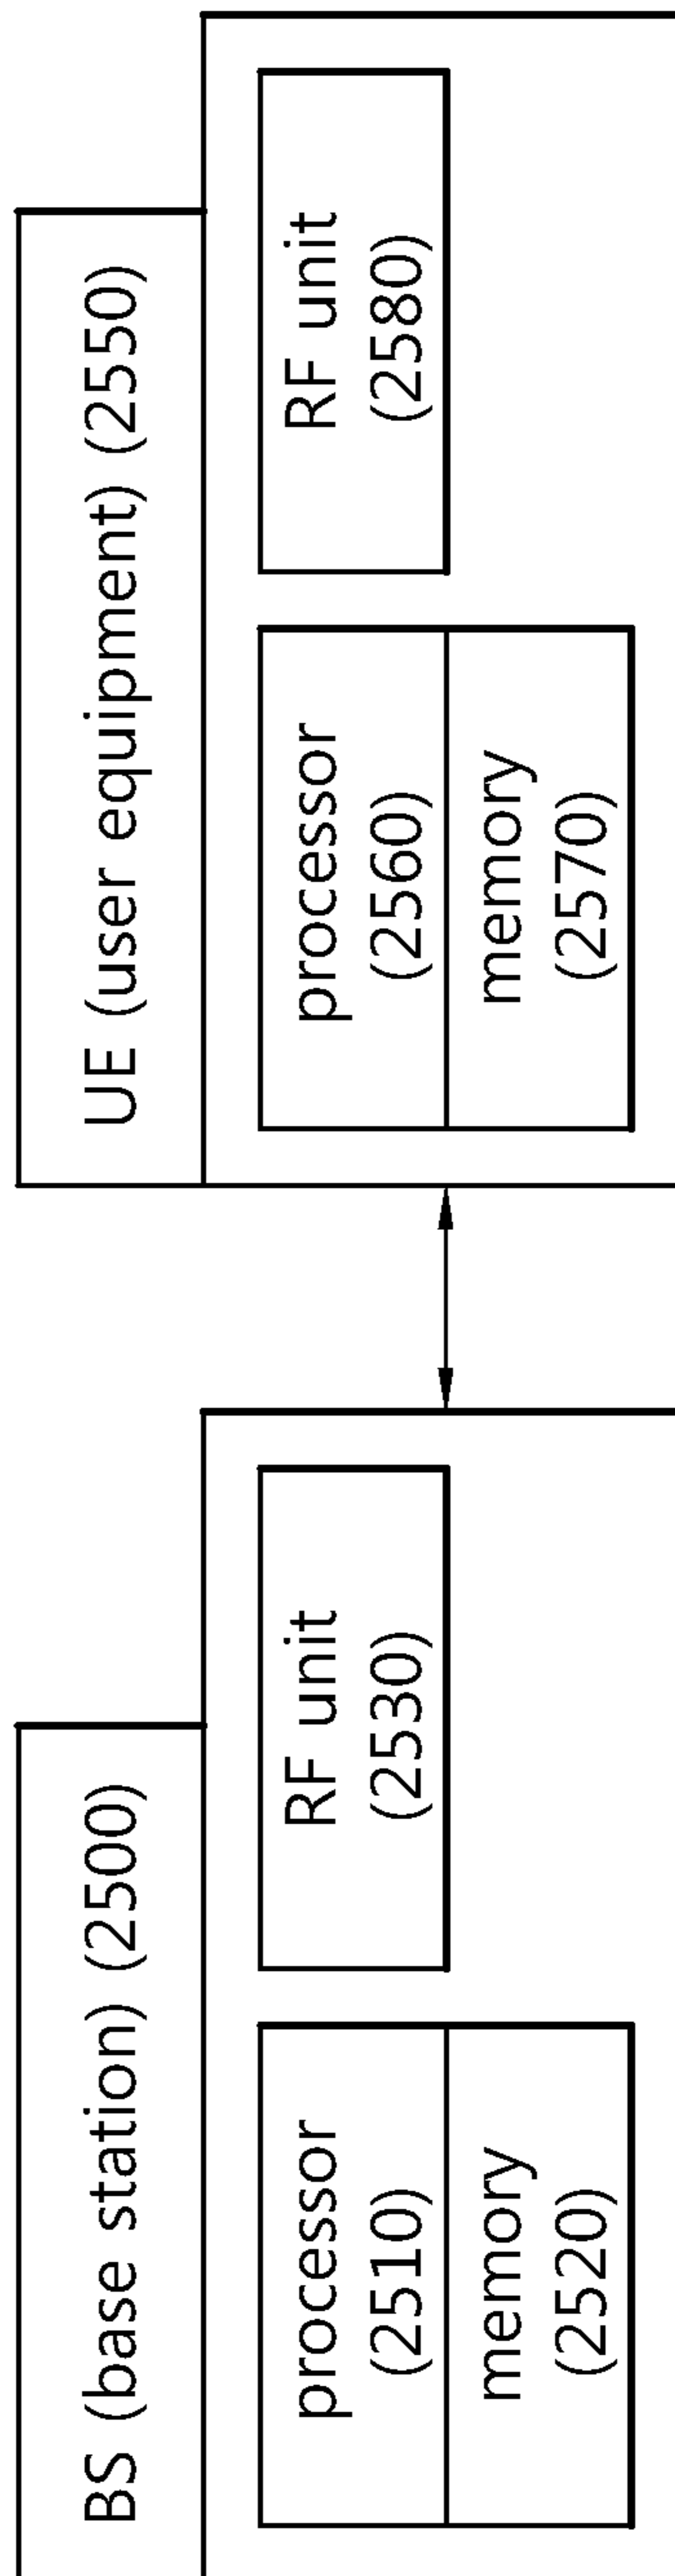 BS (base station) (2500)
processor
(2510)
memory
(2520)
RF unit
(2530)
UE (user equipment) (2550)
processor
(2560)
memory
(2570)
RF unit
(2580)